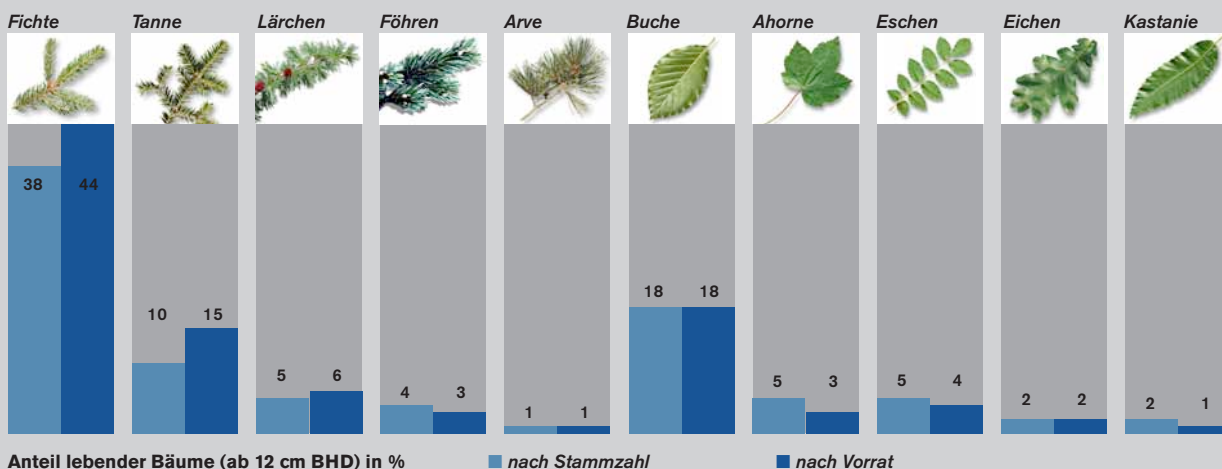 Fichte Tanne Lärchen Föhren Arve Buche Ahorne Eschen Eichen Kastanie
38 44 10 15 5 6 4 3 1 1 18 18 5 3 5 4 2 2 2 1
Anteil lebender Bäume (ab 12 cm BHD) in % nach Stammzahl nach Vorrat